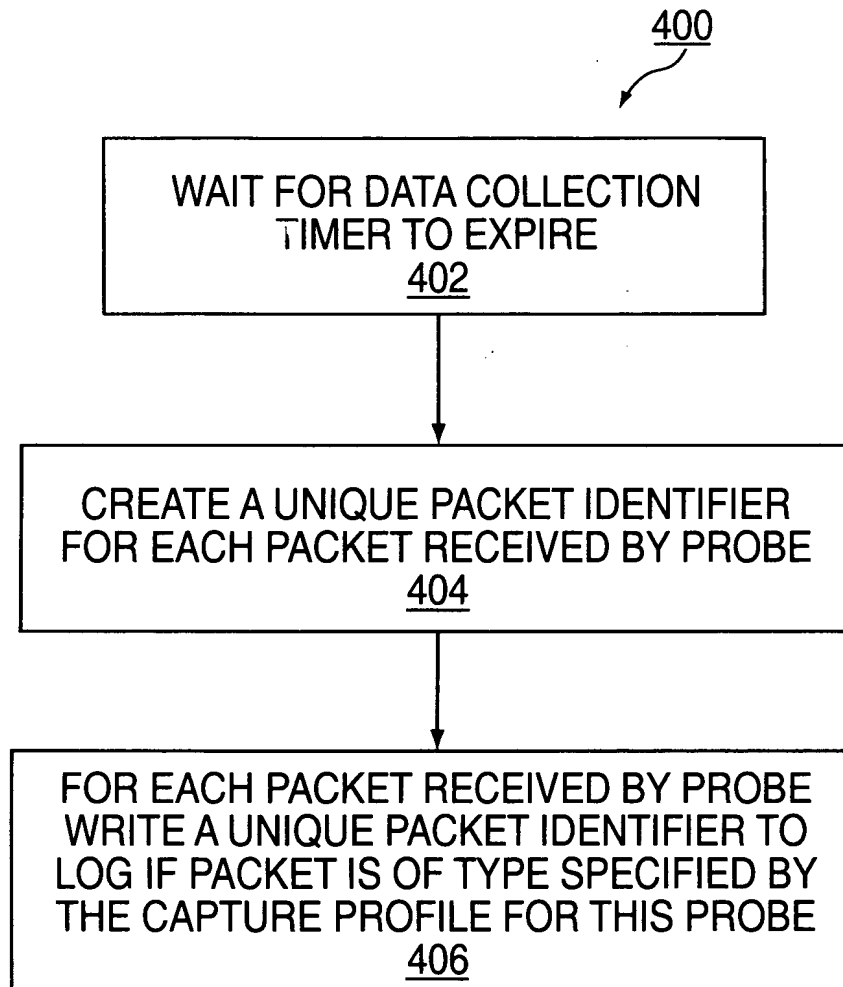 400
WAIT FOR DATA COLLECTION
TIMER TO EXPIRE
402
CREATE A UNIQUE PACKET IDENTIFIER
FOR EACH PACKET RECEIVED BY PROBE
404
FOR EACH PACKET RECEIVED BY PROBE
WRITE A UNIQUE PACKET IDENTIFIER TO
LOG IF PACKET IS OF TYPE SPECIFIED BY
THE CAPTURE PROFILE FOR THIS PROBE
406